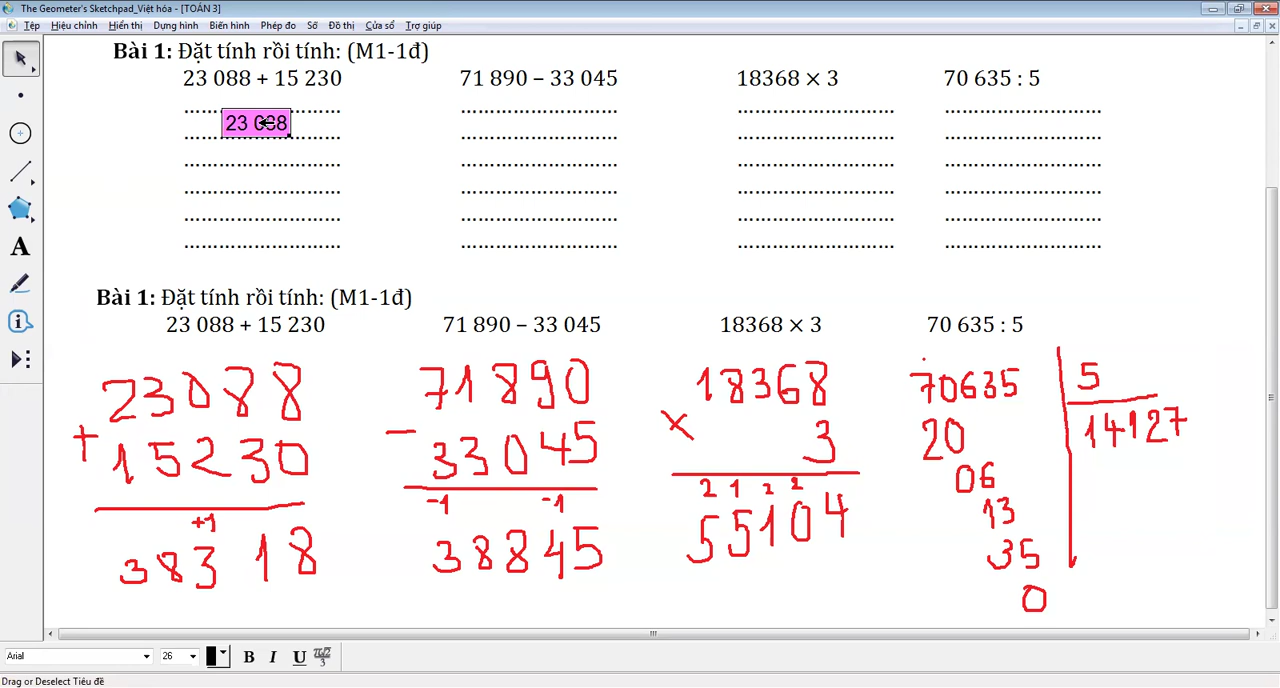 The Geometer's Sketchpad_Việt hóa - [TOÁN 3]
Tệp Hiệu chỉnh Hiển thị Dựng hình Biến hình Phép đo Số Đồ thị Cửa sổ Trợ giúp
Bài 1: Đặt tính rồi tính: (M1-1đ)
23 088 + 15 230 71 890 – 33 045 18368 × 3 70 635 : 5
23 088
Bài 1: Đặt tính rồi tính: (M1-1đ)
23 088 + 15 230 71 890 – 33 045 18368 × 3 70 635 : 5
23088 71890 18368 70635 5
+ 15230 − 33045 × 3 20 14127
+1 −1 −1 2 1 2 2 06
38318 38845 55104 13
35
0
Arial 26 B I U
Drag or Deselect Tiêu đề